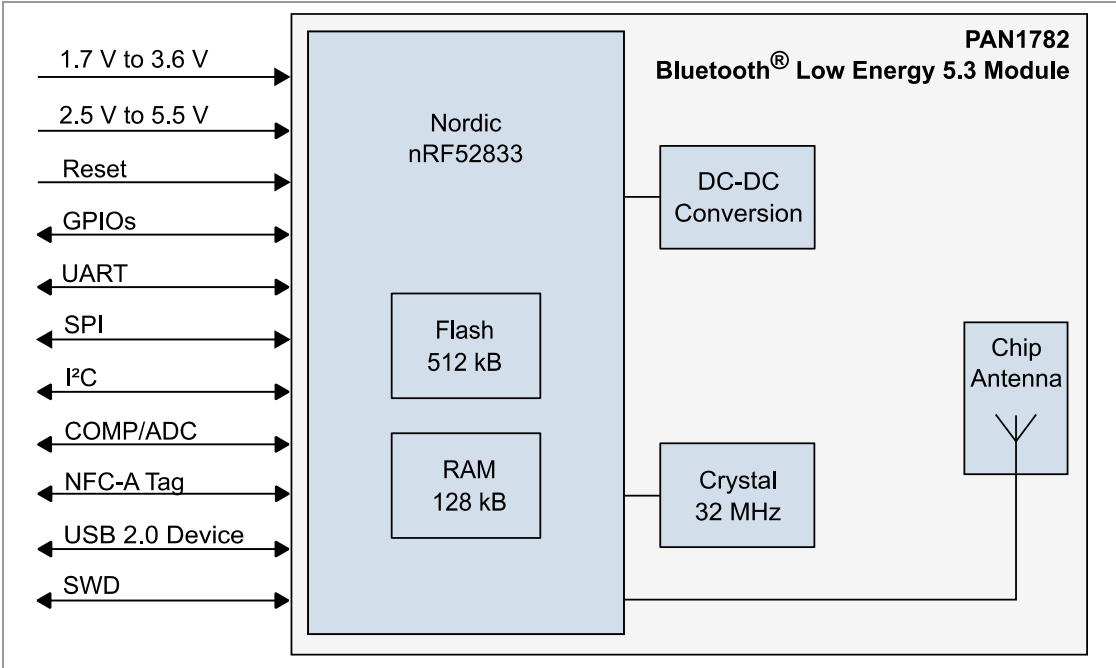 PAN1782
Bluetooth® Low Energy 5.3 Module
1.7 V to 3.6 V
2.5 V to 5.5 V
Reset
GPIOs
UART
SPI
I²C
COMP/ADC
NFC-A Tag
USB 2.0 Device
SWD
Nordic
nRF52833
Flash
512 kB
RAM
128 kB
DC-DC
Conversion
Crystal
32 MHz
Chip
Antenna